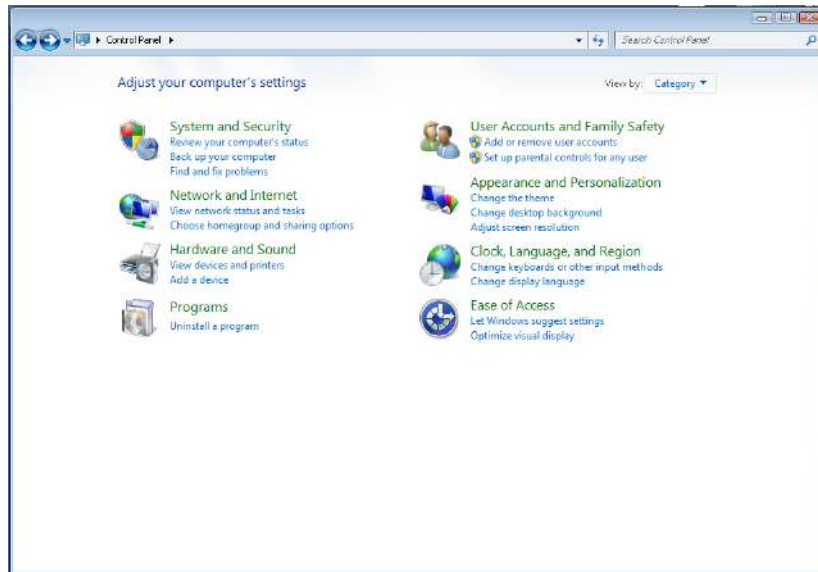 Control Panel
Search Control Panel
Adjust your computer's settings
View by: Category
System and Security
Review your computer's status
Back up your computer
Find and fix problems
Network and Internet
View network status and tasks
Choose homegroup and sharing options
Hardware and Sound
View devices and printers
Add a device
Programs
Uninstall a program
User Accounts and Family Safety
Add or remove user accounts
Set up parental controls for any user
Appearance and Personalization
Change the theme
Change desktop background
Adjust screen resolution
Clock, Language, and Region
Change keyboards or other input methods
Change display language
Ease of Access
Let Windows suggest settings
Optimize visual display